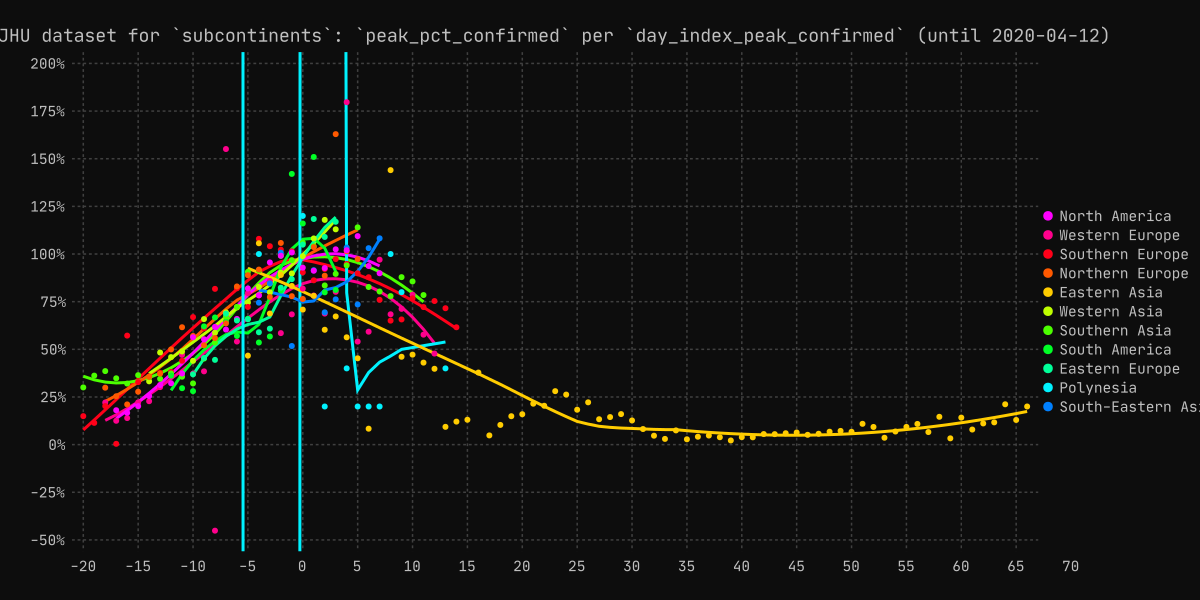 JHU dataset for `subcontinents`: `peak_pct_confirmed` per `day_index_peak_confirmed` (until 2020-04-12)
200%
175%
150%
125%
100%
75%
50%
25%
0%
-25%
-50%
-20 -15 -10 -5 0 5 10 15 20 25 30 35 40 45 50 55 60 65 70
North America
Western Europe
Southern Europe
Northern Europe
Eastern Asia
Western Asia
Southern Asia
South America
Eastern Europe
Polynesia
South-Eastern Asi